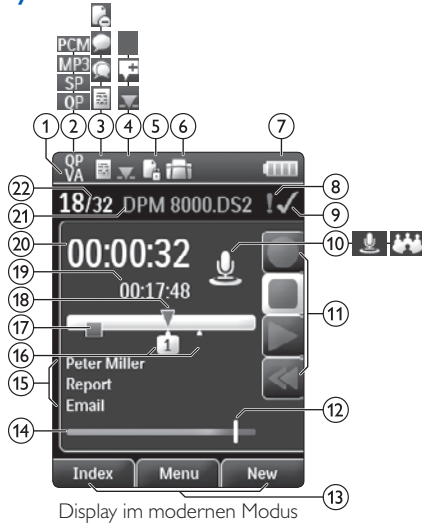 PCM
MP3
SP
QP
1 2 3 4 5 6 7
QP
VA
22 18/32 DPM 8000.DS2 !✓ 8
21 9
20 00:00:32 10
19 00:17:48
18
17 11
1
16
Peter Miller
15 Report
Email 12
14
Index Menu New
13
Display im modernen Modus